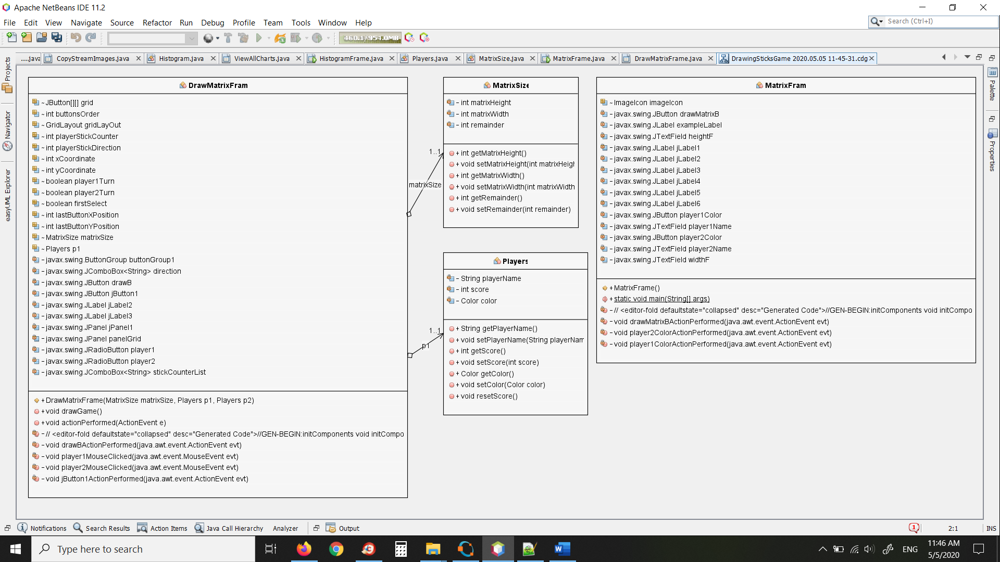 Apache NetBeans IDE 11.2
File Edit View Navigate Source Refactor Run Debug Profile Team Tools Window Help
Search (Ctrl+I)
460.1/954.0MB
....java CopyStreamImages.java Histogram.java ViewAllCharts.java HistogramFrame.java Players.java MatrixSize.java MatrixFrame.java DrawMatrixFrame.java DrawingSticksGame 2020.05.05 11-45-31.cdg
Projects
Navigator
easyUML Explorer
DrawMatrixFram
~ JButton[][] grid
~ int buttonsOrder
~ GridLayout gridLayOut
~ int playerStickCounter
~ int playerStickDirection
~ int xCoordinate
~ int yCoordinate
~ boolean player1Turn
~ boolean player2Turn
~ boolean firstSelect
~ int lastButtonXPosition
~ int lastButtonYPosition
~ MatrixSize matrixSize
~ Players p1
- javax.swing.ButtonGroup buttonGroup1
- javax.swing.JComboBox<String> direction
- javax.swing.JButton drawB
- javax.swing.JButton jButton1
- javax.swing.JLabel jLabel2
- javax.swing.JLabel jLabel3
- javax.swing.JPanel jPanel1
- javax.swing.JPanel panelGrid
- javax.swing.JRadioButton player1
- javax.swing.JRadioButton player2
- javax.swing.JComboBox<String> stickCounterList
+ DrawMatrixFrame(MatrixSize matrixSize, Players p1, Players p2)
+ void drawGame()
+ void actionPerformed(ActionEvent e)
- // <editor-fold defaultstate="collapsed" desc="Generated Code">//GEN-BEGIN:initComponents void initCompo
- void drawBActionPerformed(java.awt.event.ActionEvent evt)
- void player1MouseClicked(java.awt.event.MouseEvent evt)
- void player2MouseClicked(java.awt.event.MouseEvent evt)
- void jButton1ActionPerformed(java.awt.event.ActionEvent evt)
1..1
matrixSize
1..1
p1
MatrixSize
- int matrixHeight
- int matrixWidth
- int remainder
+ int getMatrixHeight()
+ void setMatrixHeight(int matrixHeigh
+ int getMatrixWidth()
+ void setMatrixWidth(int matrixWidth
+ int getRemainder()
+ void setRemainder(int remainder)
Players
- String playerName
- int score
- Color color
+ String getPlayerName()
+ void setPlayerName(String playerNam
+ int getScore()
+ void setScore(int score)
+ Color getColor()
+ void setColor(Color color)
+ void resetScore()
MatrixFram
~ ImageIcon imageIcon
- javax.swing.JButton drawMatrixB
- javax.swing.JLabel exampleLabel
- javax.swing.JTextField heightF
- javax.swing.JLabel jLabel1
- javax.swing.JLabel jLabel2
- javax.swing.JLabel jLabel3
- javax.swing.JLabel jLabel4
- javax.swing.JLabel jLabel5
- javax.swing.JLabel jLabel6
- javax.swing.JButton player1Color
- javax.swing.JTextField player1Name
- javax.swing.JButton player2Color
- javax.swing.JTextField player2Name
- javax.swing.JTextField widthF
+ MatrixFrame()
+ static void main(String[] args)
- // <editor-fold defaultstate="collapsed" desc="Generated Code">//GEN-BEGIN:initComponents void initCompo
- void drawMatrixBActionPerformed(java.awt.event.ActionEvent evt)
- void player2ColorActionPerformed(java.awt.event.ActionEvent evt)
- void player1ColorActionPerformed(java.awt.event.ActionEvent evt)
Palette
Properties
Notifications Search Results Action Items Java Call Hierarchy Analyzer Output
1 2:1 INS
Type here to search
ENG
11:46 AM
5/5/2020